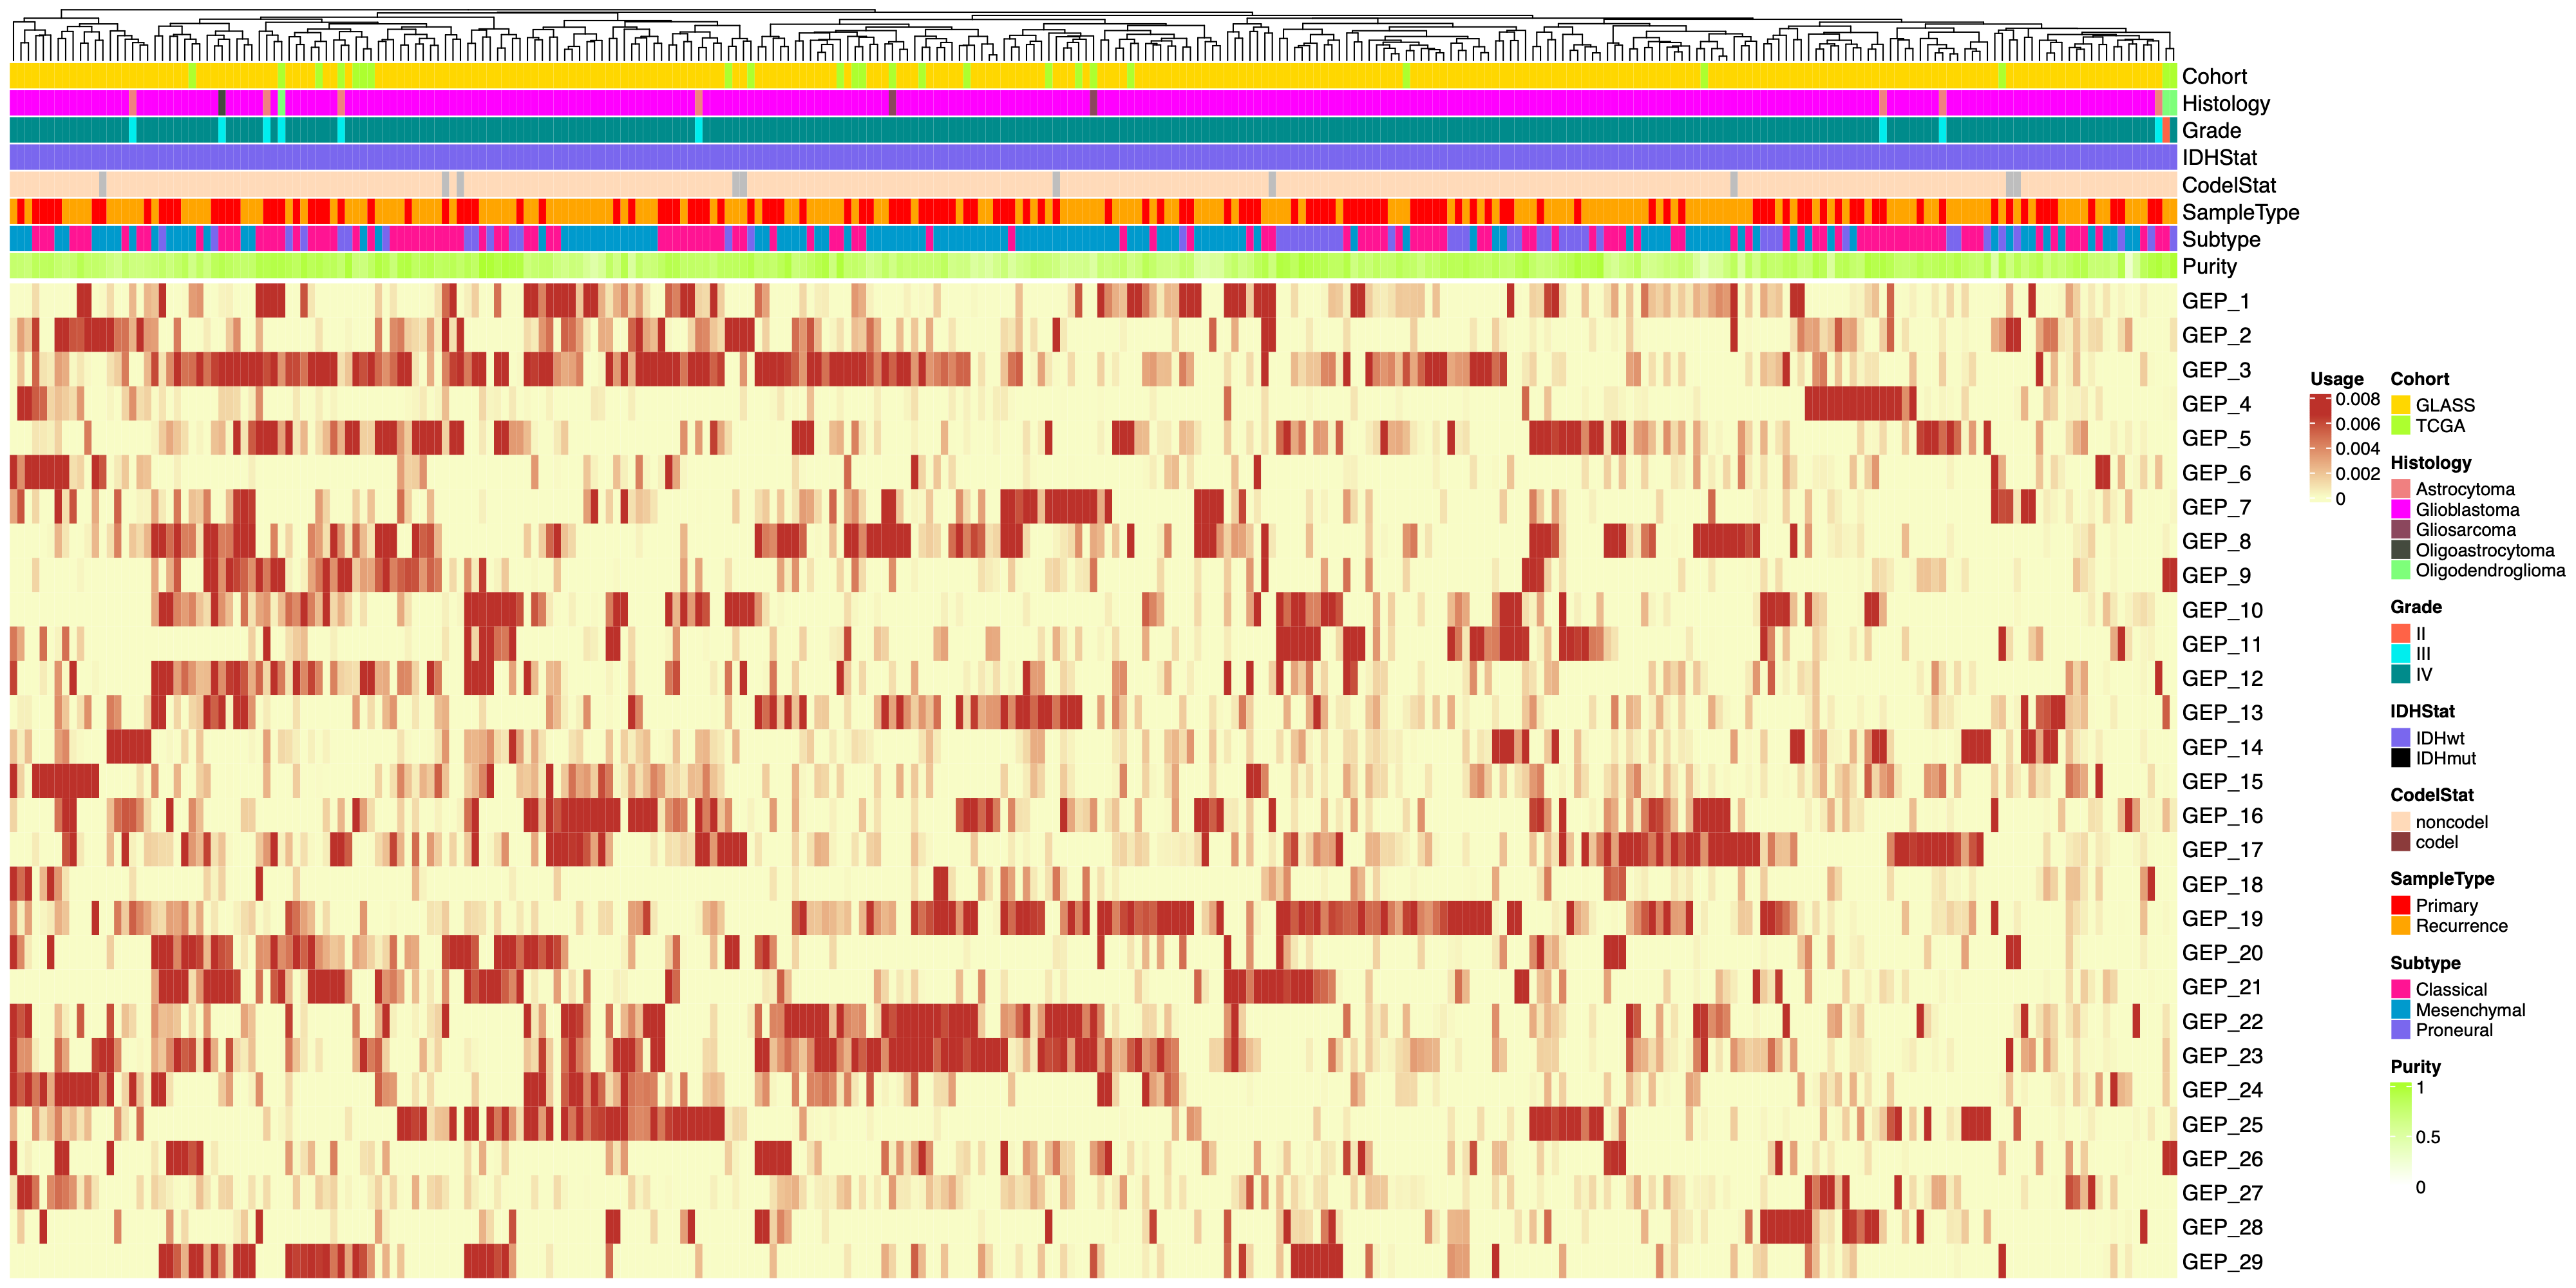 Cohort
Histology
Grade
IDHStat
CodelStat
SampleType
Subtype
Purity
GEP_1
GEP_2
GEP_3
GEP_4
GEP_5
GEP_6
GEP_7
GEP_8
GEP_9
GEP_10
GEP_11
GEP_12
GEP_13
GEP_14
GEP_15
GEP_16
GEP_17
GEP_18
GEP_19
GEP_20
GEP_21
GEP_22
GEP_23
GEP_24
GEP_25
GEP_26
GEP_27
GEP_28
GEP_29
Usage
0.008
0.006
0.004
0.002
0
Cohort
GLASS
TCGA
Histology
Astrocytoma
Glioblastoma
Gliosarcoma
Oligoastrocytoma
Oligodendroglioma
Grade
II
III
IV
IDHStat
IDHwt
IDHmut
CodelStat
noncodel
codel
SampleType
Primary
Recurrence
Subtype
Classical
Mesenchymal
Proneural
Purity
1
0.5
0